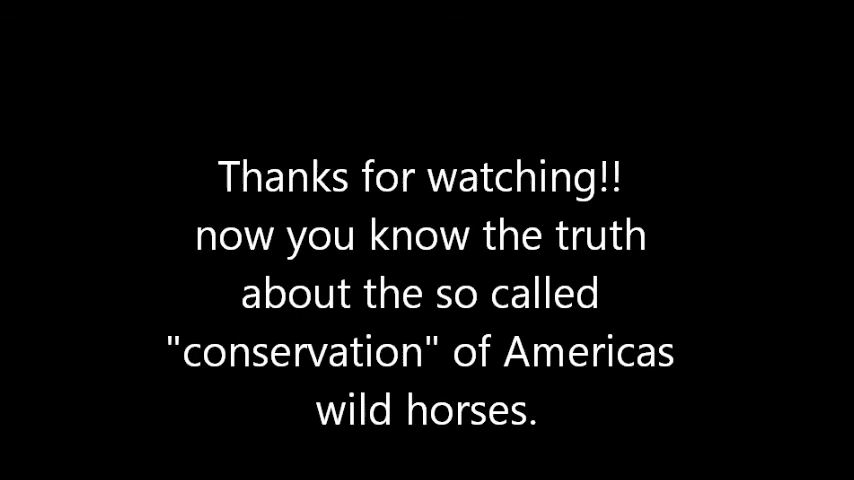 Thanks for watching!!
now you know the truth
about the so called
"conservation" of Americas
wild horses.